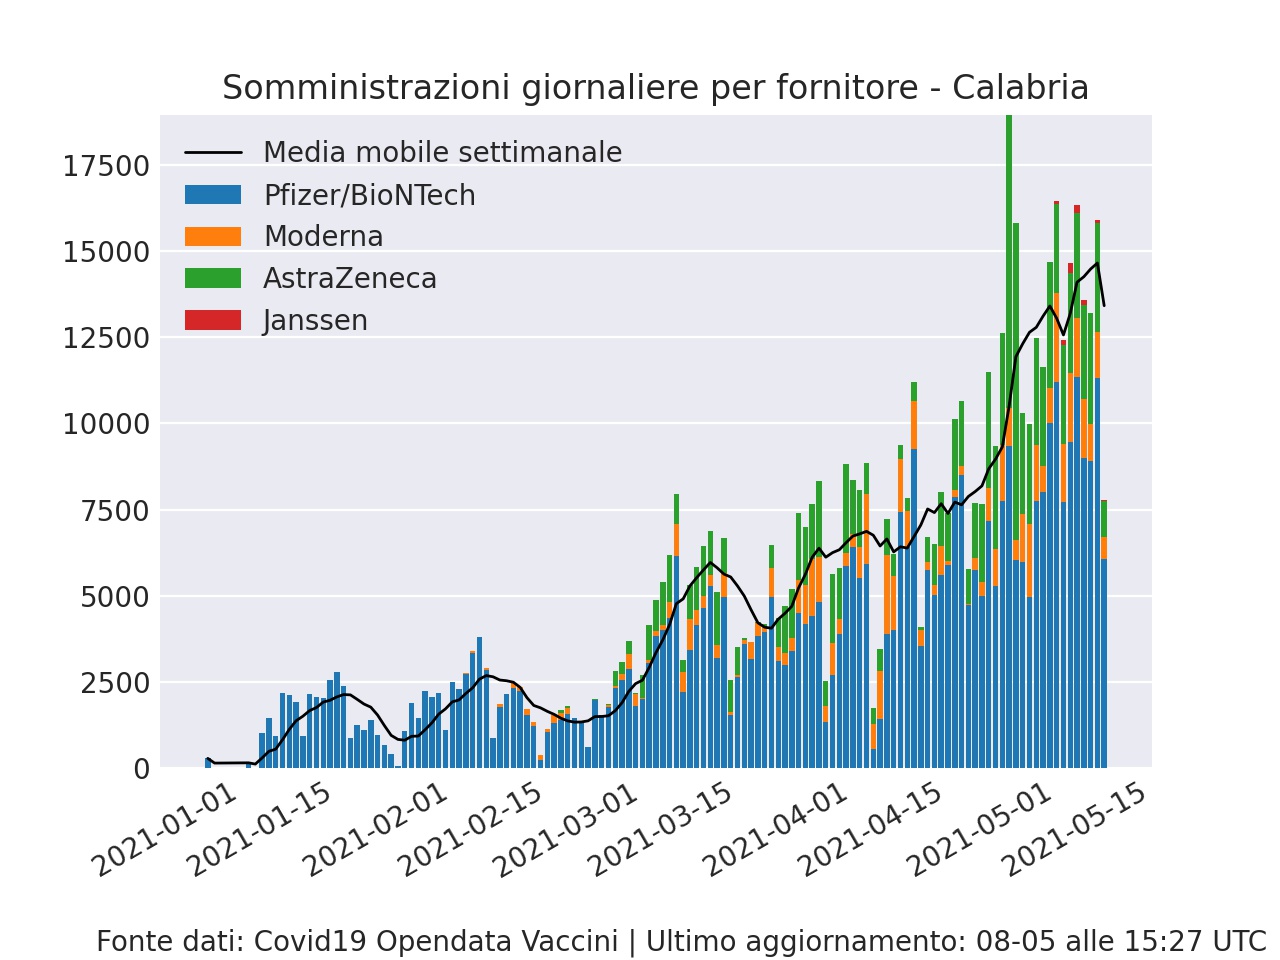 Somministrazioni giornaliere per fornitore - Calabria
Media mobile settimanale
Pfizer/BioNTech
Moderna
AstraZeneca
Janssen
17500
15000
12500
10000
7500
5000
2500
0
2021-01-01
2021-01-15
2021-02-01
2021-02-15
2021-03-01
2021-03-15
2021-04-01
2021-04-15
2021-05-01
2021-05-15
Fonte dati: Covid19 Opendata Vaccini | Ultimo aggiornamento: 08-05 alle 15:27 UTC